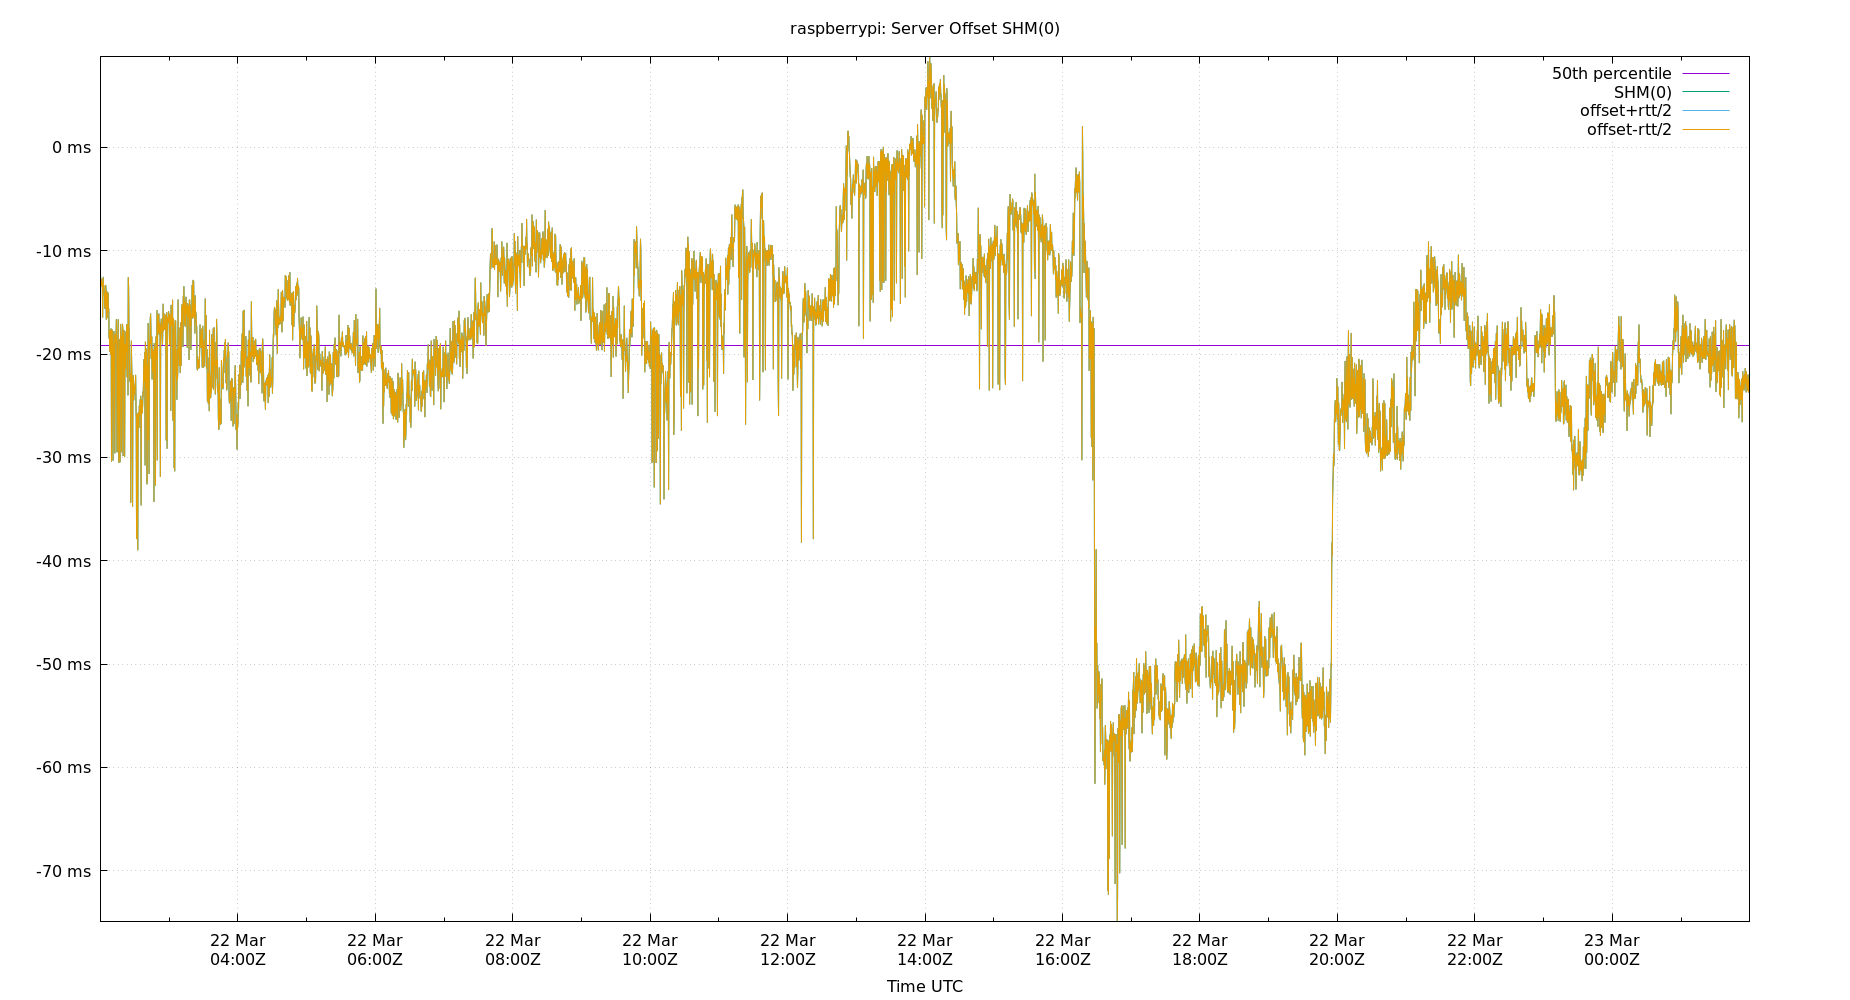 raspberrypi: Server Offset SHM(0)
50th percentile
SHM(0)
offset+rtt/2
offset-rtt/2
0 ms
-10 ms
-20 ms
-30 ms
-40 ms
-50 ms
-60 ms
-70 ms
22 Mar 22 Mar 22 Mar 22 Mar 22 Mar 22 Mar 22 Mar 22 Mar 22 Mar 22 Mar 23 Mar
04:00Z 06:00Z 08:00Z 10:00Z 12:00Z 14:00Z 16:00Z 18:00Z 20:00Z 22:00Z 00:00Z
Time UTC